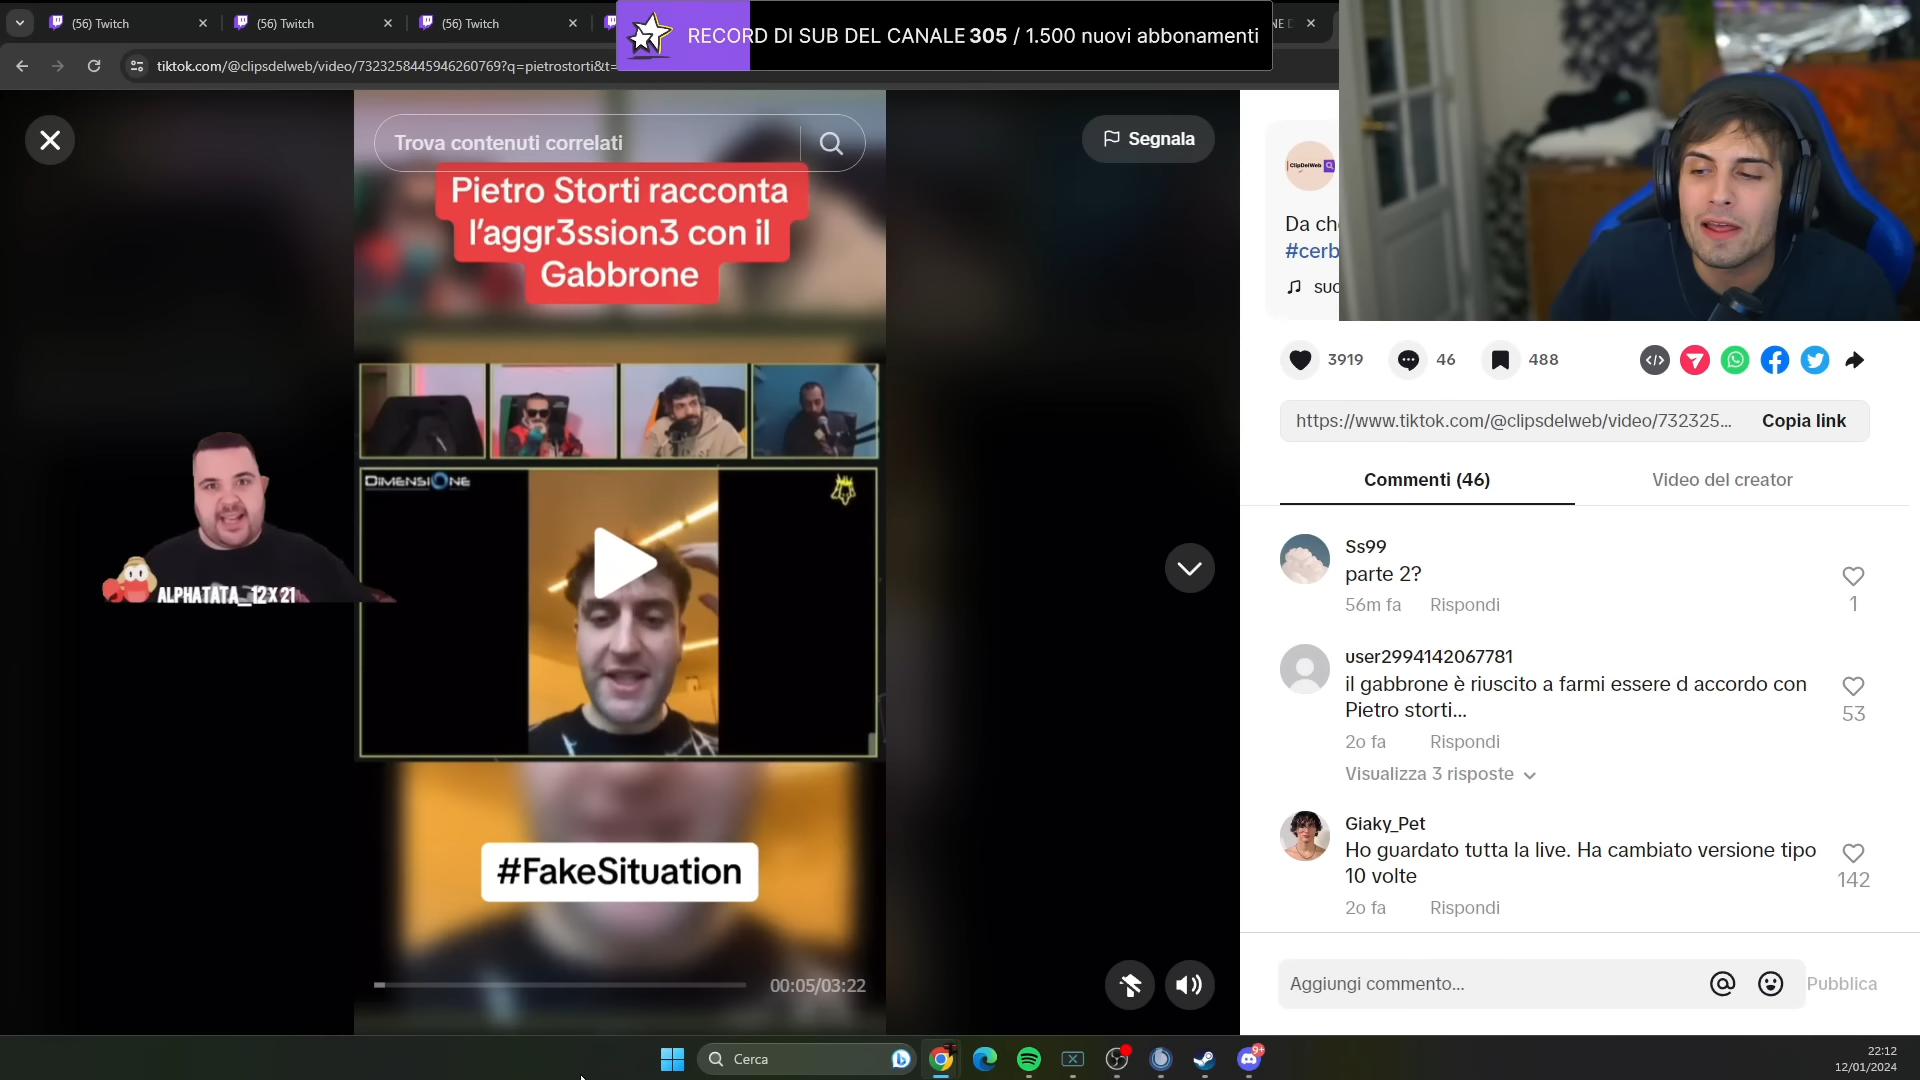 (56) Twitch
(56) Twitch
(56) Twitch
RECORD DI SUB DEL CANALE 305 / 1.500 nuovi abbonamenti
tiktok.com/@clipsdelweb/video/7323258445946260769?q=pietrostorti&t=
Trova contenuti correlati
Segnala
Pietro Storti racconta
l'aggr3ssion3 con il
Gabbrone
DIMENSIONE
ALPHATATA_12 X 21
#FakeSituation
00:05/03:22
ClipDelWeb
Da ch
#cerb
suo
3919
46
488
https://www.tiktok.com/@clipsdelweb/video/732325...
Copia link
Commenti (46)
Video del creator
Ss99
parte 2?
56m fa Rispondi
1
user2994142067781
il gabbrone è riuscito a farmi essere d accordo con
Pietro storti...
53
2o fa Rispondi
Visualizza 3 risposte
Giaky_Pet
Ho guardato tutta la live. Ha cambiato versione tipo
10 volte
142
2o fa Rispondi
Aggiungi commento...
Pubblica
Cerca
9+
22:12
12/01/2024